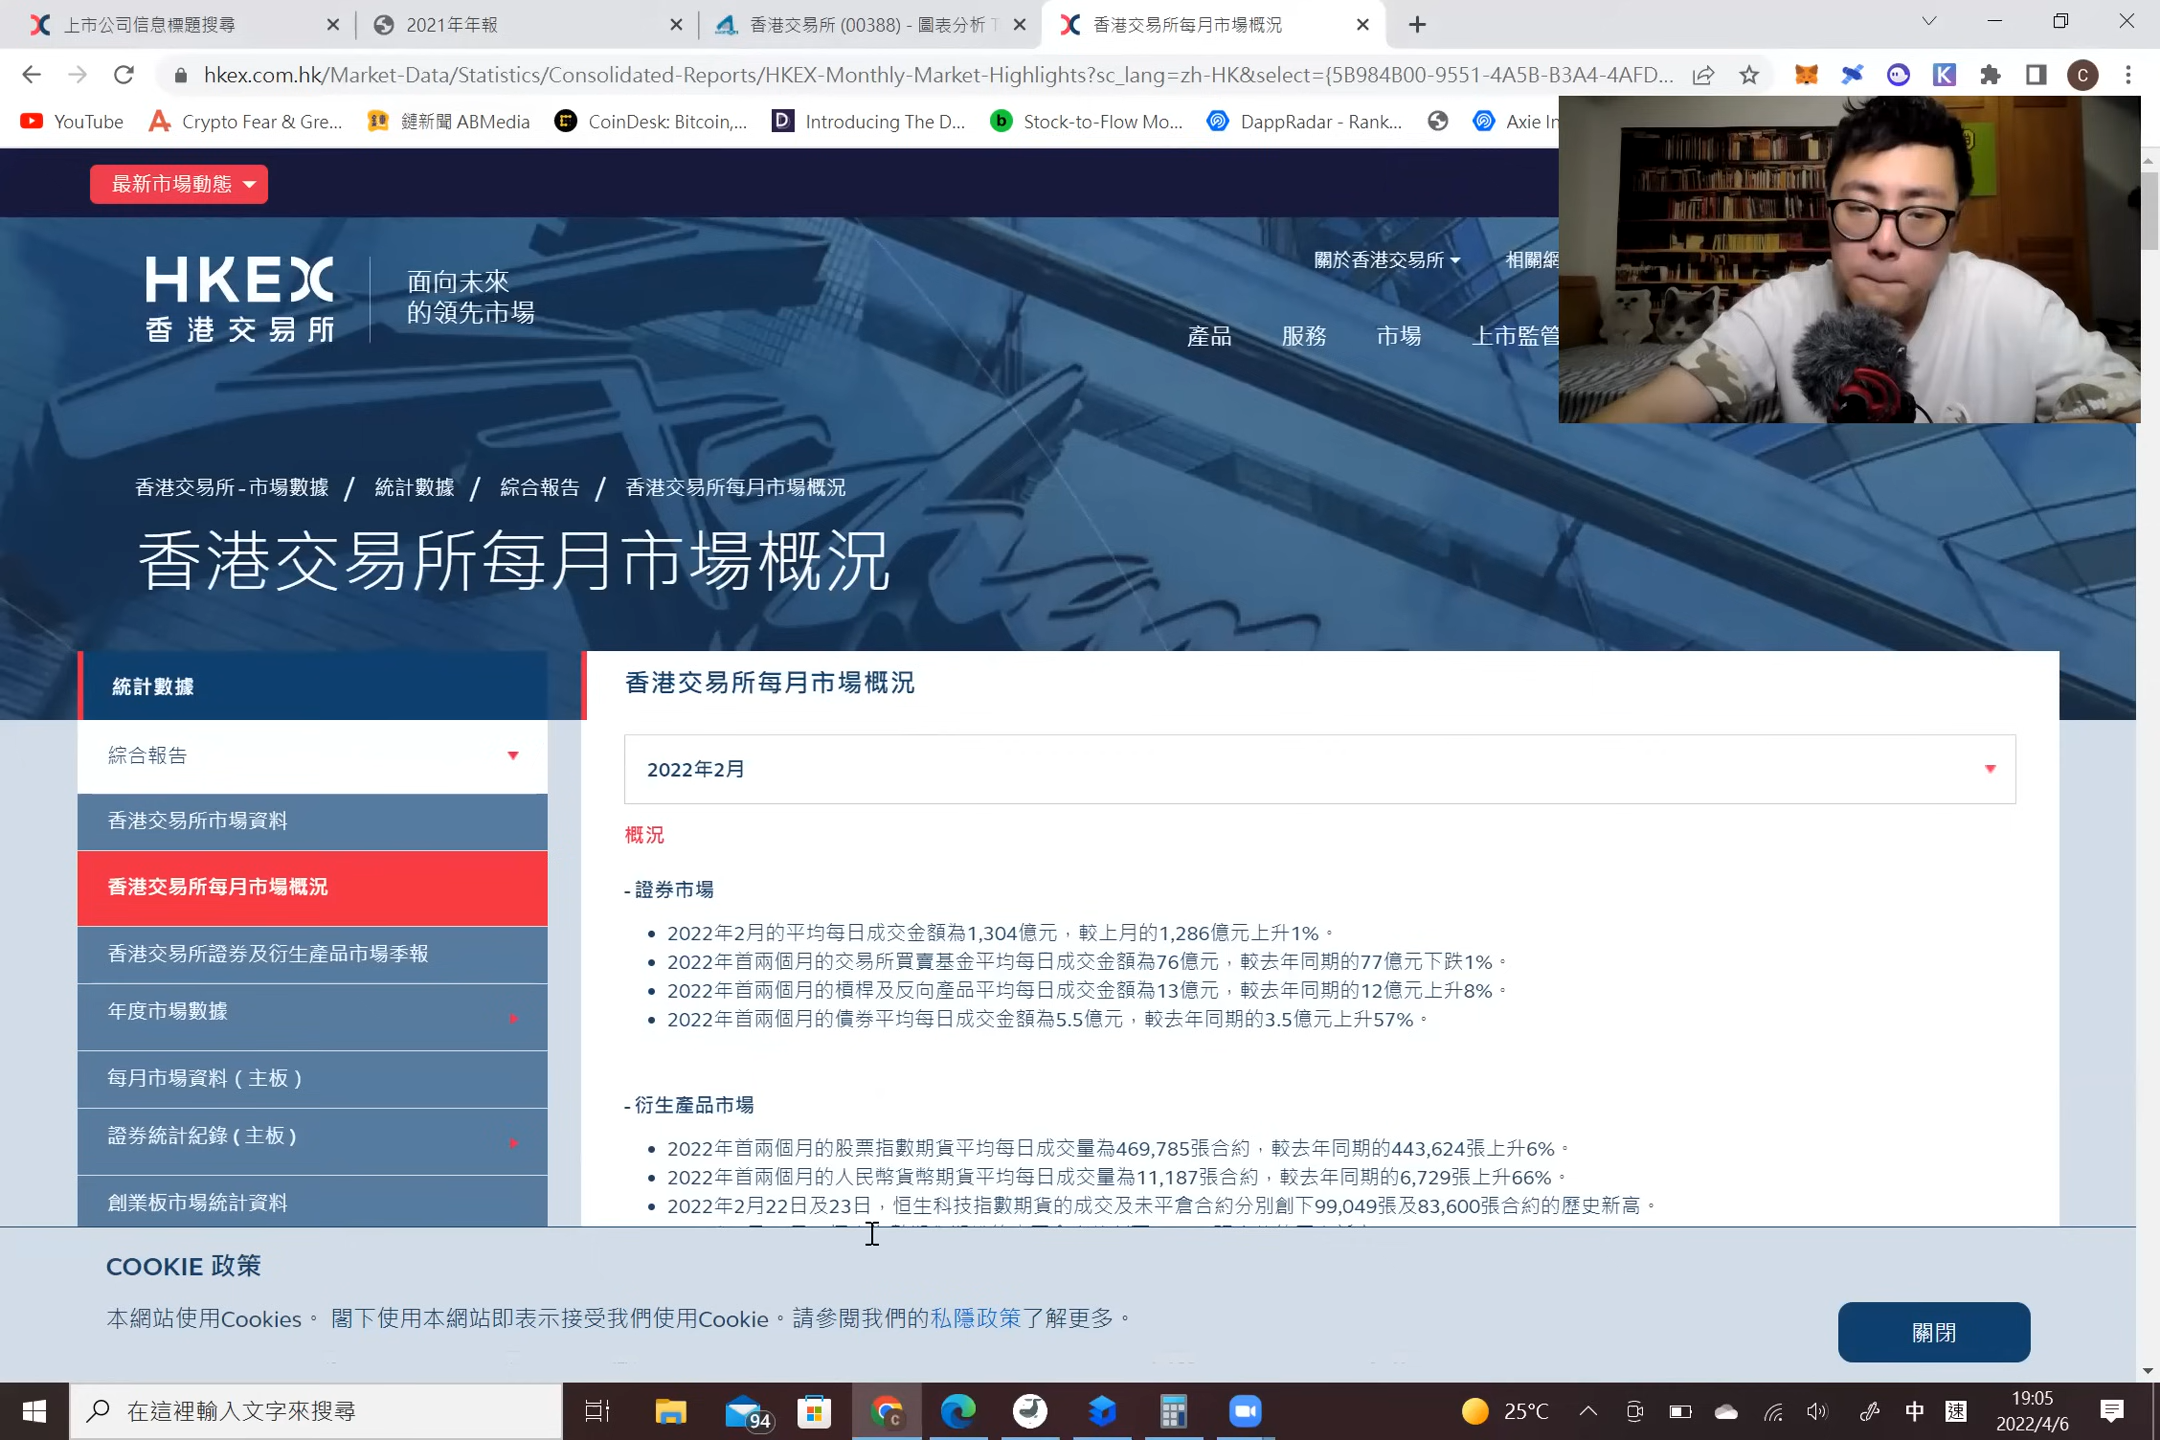 上市公司信息標題搜尋
2021年年報
香港交易所 (00388) - 圖表分析
香港交易所每月市場概況
hkex.com.hk/Market-Data/Statistics/Consolidated-Reports/HKEX-Monthly-Market-Highlights?sc_lang=zh-HK&select={5B984B00-9551-4A5B-B3A4-4AFD...
K
C
YouTube
Crypto Fear & Gre...
鏈新聞 ABMedia
CoinDesk: Bitcoin,...
Introducing The D...
Stock-to-Flow Mo...
DappRadar - Rank...
Axie In
最新市場動態
關於香港交易所
相關網
HKEX
香港交易所
面向未來
的領先市場
產品
服務
市場
上市監管
香港交易所 - 市場數據 / 統計數據 / 綜合報告 / 香港交易所每月市場概況
香港交易所每月市場概況
統計數據
綜合報告
香港交易所市場資料
香港交易所每月市場概況
香港交易所證券及衍生產品市場季報
年度市場數據
每月市場資料 ( 主板 )
證券統計紀錄 ( 主板 )
創業板市場統計資料
香港交易所每月市場概況
2022年2月
概況
- 證券市場
• 2022年2月的平均每日成交金額為1,304億元，較上月的1,286億元上升1%。
• 2022年首兩個月的交易所買賣基金平均每日成交金額為76億元，較去年同期的77億元下跌1%。
• 2022年首兩個月的槓桿及反向產品平均每日成交金額為13億元，較去年同期的12億元上升8%。
• 2022年首兩個月的債券平均每日成交金額為5.5億元，較去年同期的3.5億元上升57%。
- 衍生產品市場
• 2022年首兩個月的股票指數期貨平均每日成交量為469,785張合約，較去年同期的443,624張上升6%。
• 2022年首兩個月的人民幣貨幣期貨平均每日成交量為11,187張合約，較去年同期的6,729張上升66%。
• 2022年2月22日及23日，恒生科技指數期貨的成交及未平倉合約分別創下99,049張及83,600張合約的歷史新高。
COOKIE 政策
本網站使用Cookies。 閣下使用本網站即表示接受我們使用Cookie。請參閱我們的私隱政策了解更多。
關閉
在這裡輸入文字來搜尋
94
25°C
中
速
19:05
2022/4/6